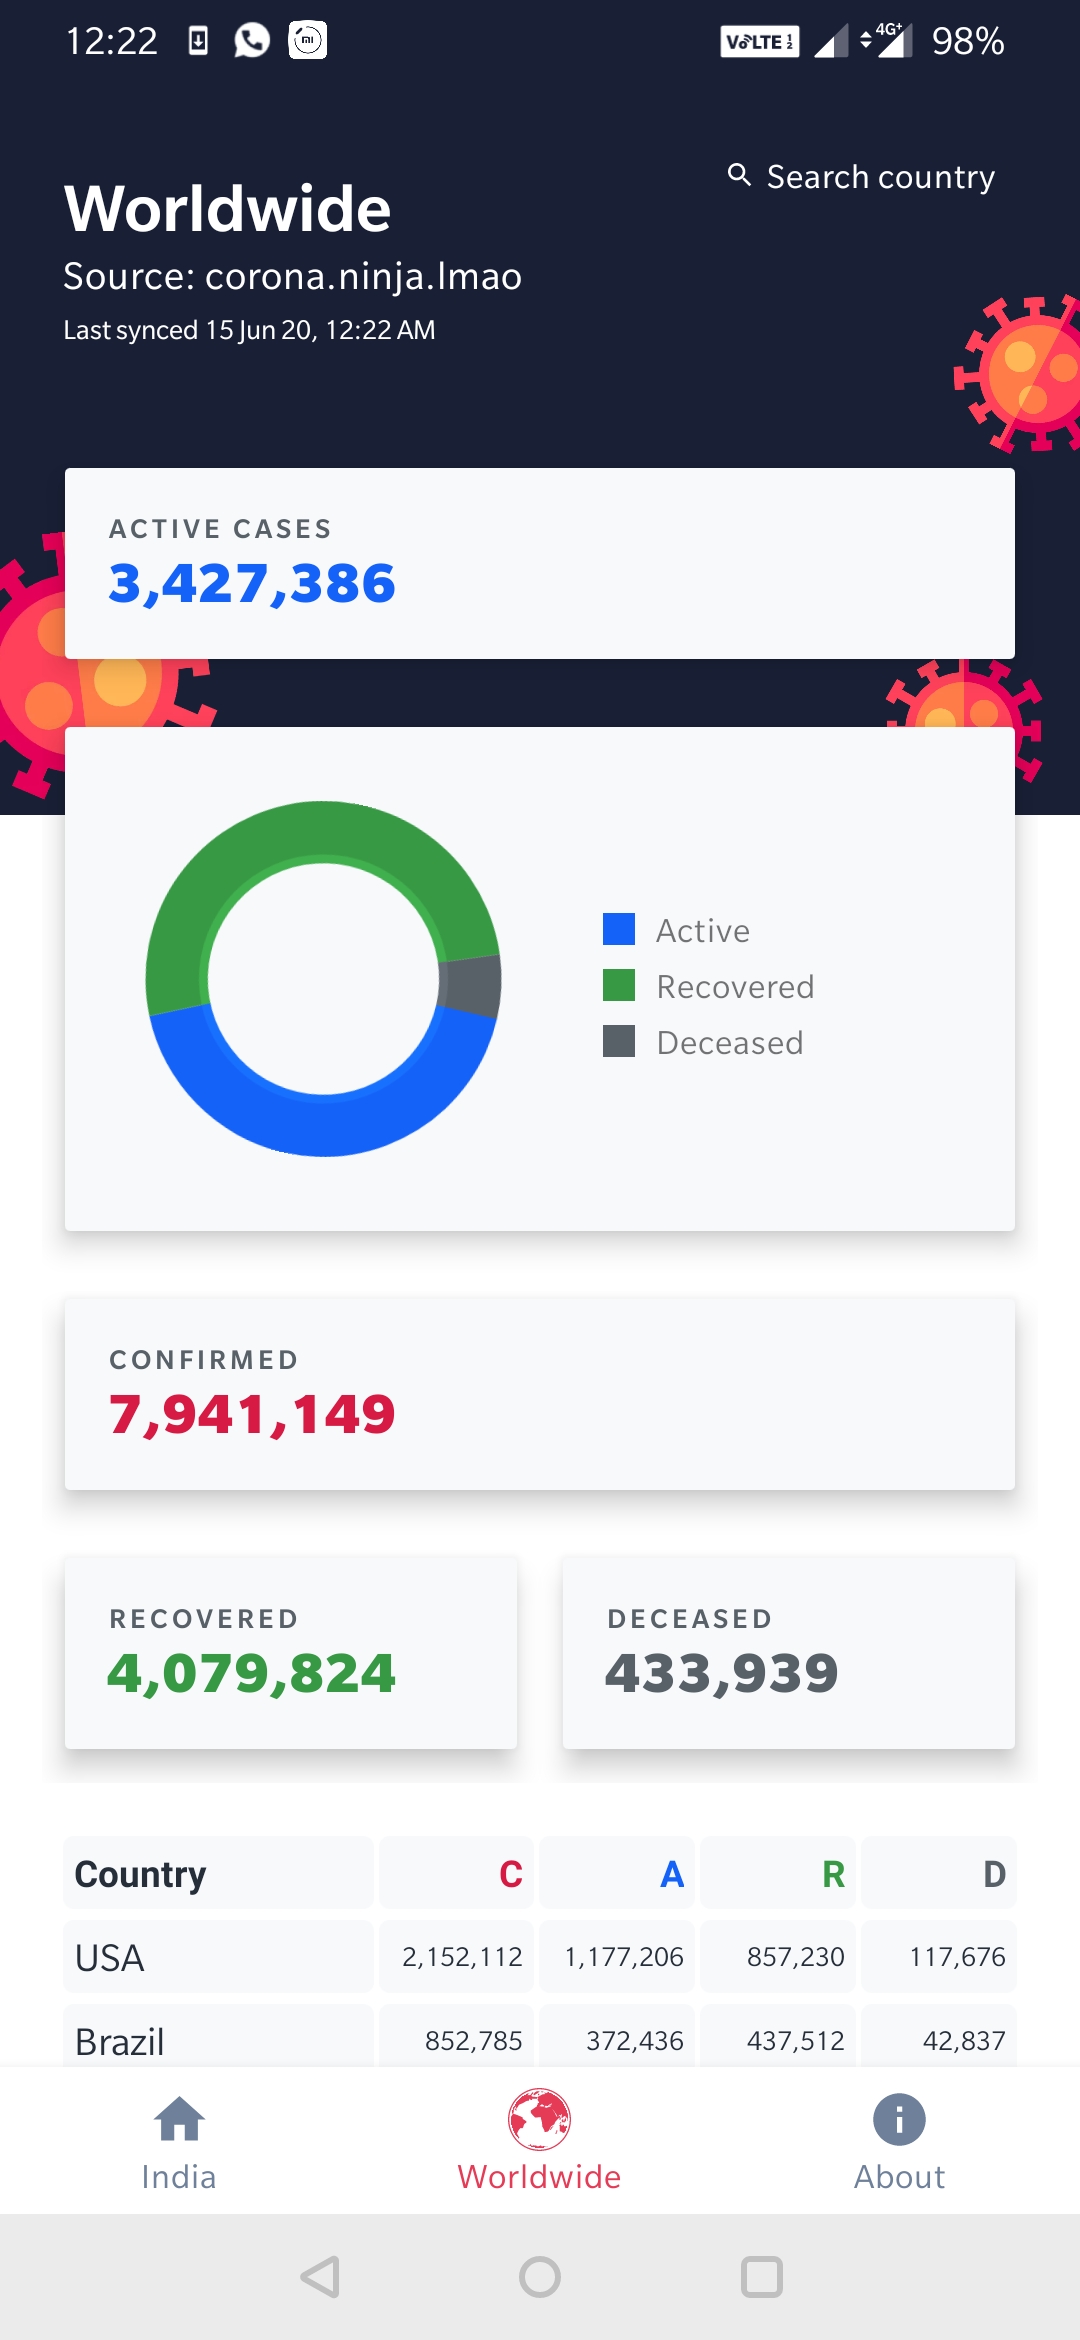 12:22
VoLTE 1 2 4G+ 98%
Search country
Worldwide
Source: corona.ninja.lmao
Last synced 15 Jun 20, 12:22 AM
ACTIVE CASES
3,427,386
Active
Recovered
Deceased
CONFIRMED
7,941,149
RECOVERED DECEASED
4,079,824 433,939
Country C A R D
USA 2,152,112 1,177,206 857,230 117,676
Brazil 852,785 372,436 437,512 42,837
India Worldwide About